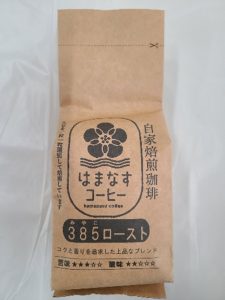 自家焙煎珈琲
はまなす
コーヒー
hamanasu coffee
みやこ
385ロースト
コクと香りを追求した上品なブレンド
苦味 ★★★☆☆ 酸味 ★★☆☆☆